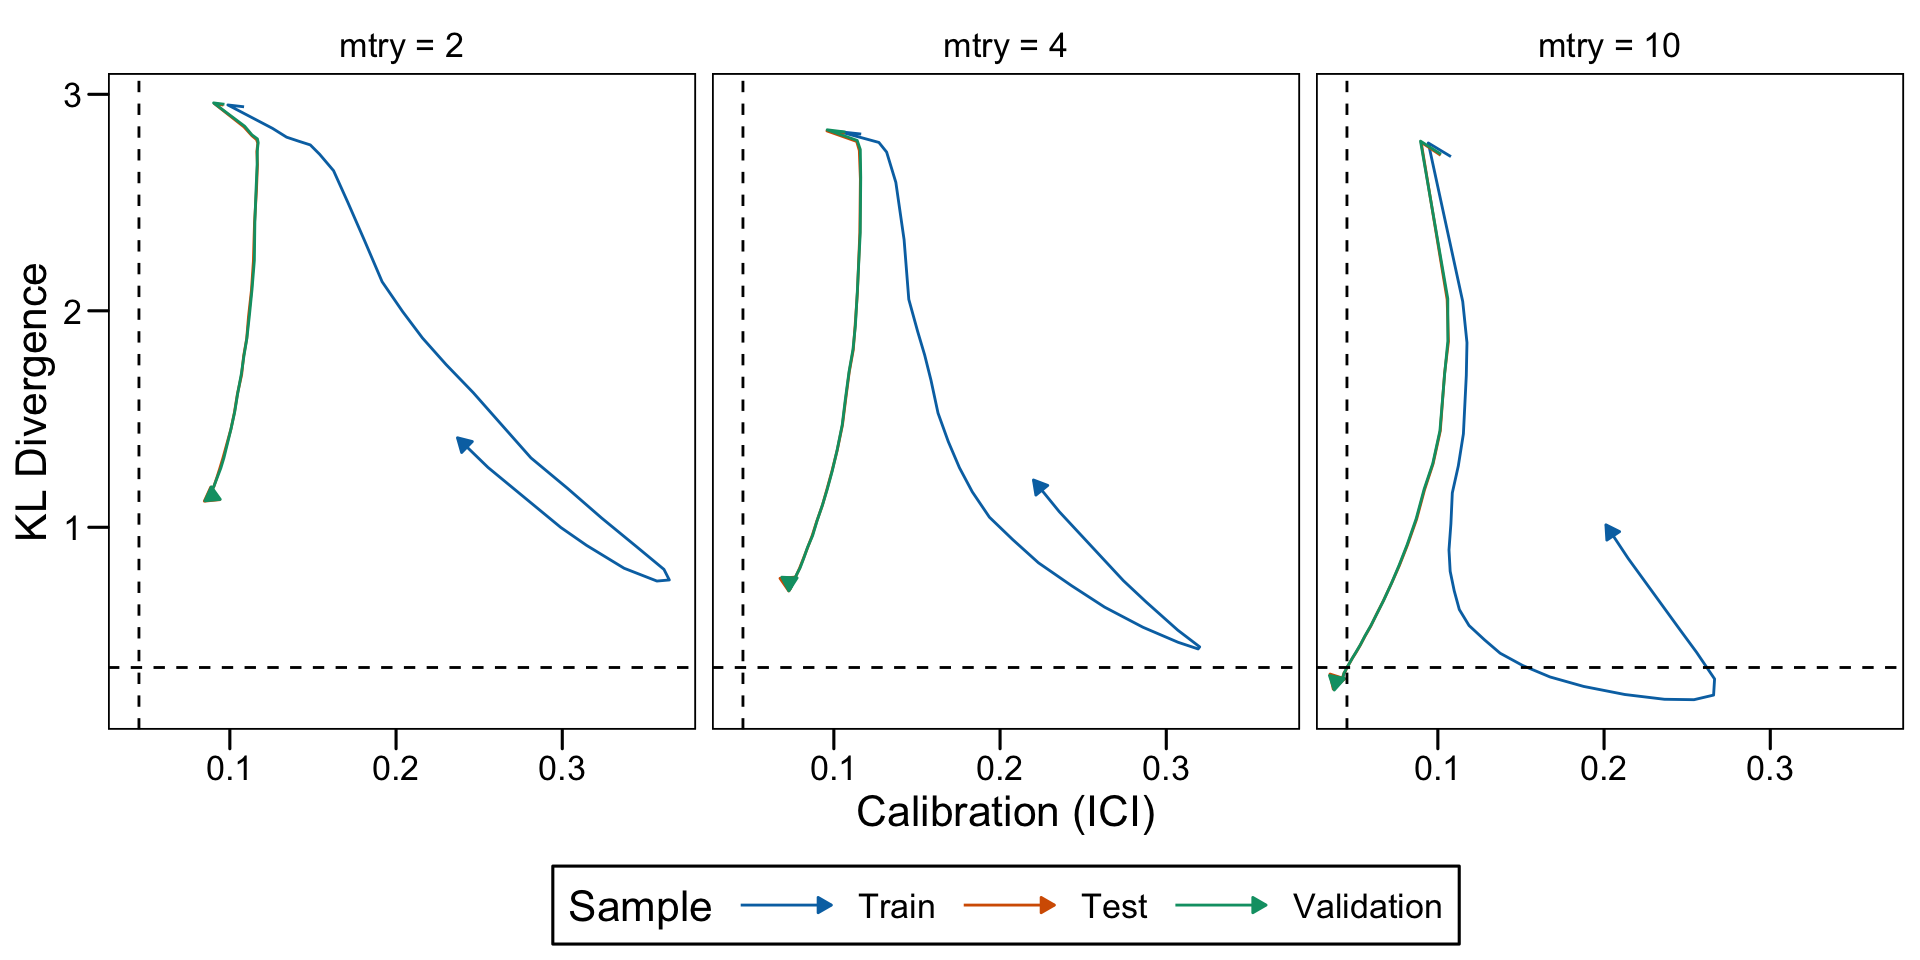 mtry = 2
mtry = 4
mtry = 10
KL Divergence
3
2
1
0.1 0.2 0.3
0.1 0.2 0.3
0.1 0.2 0.3
Calibration (ICI)
Sample Train Test Validation